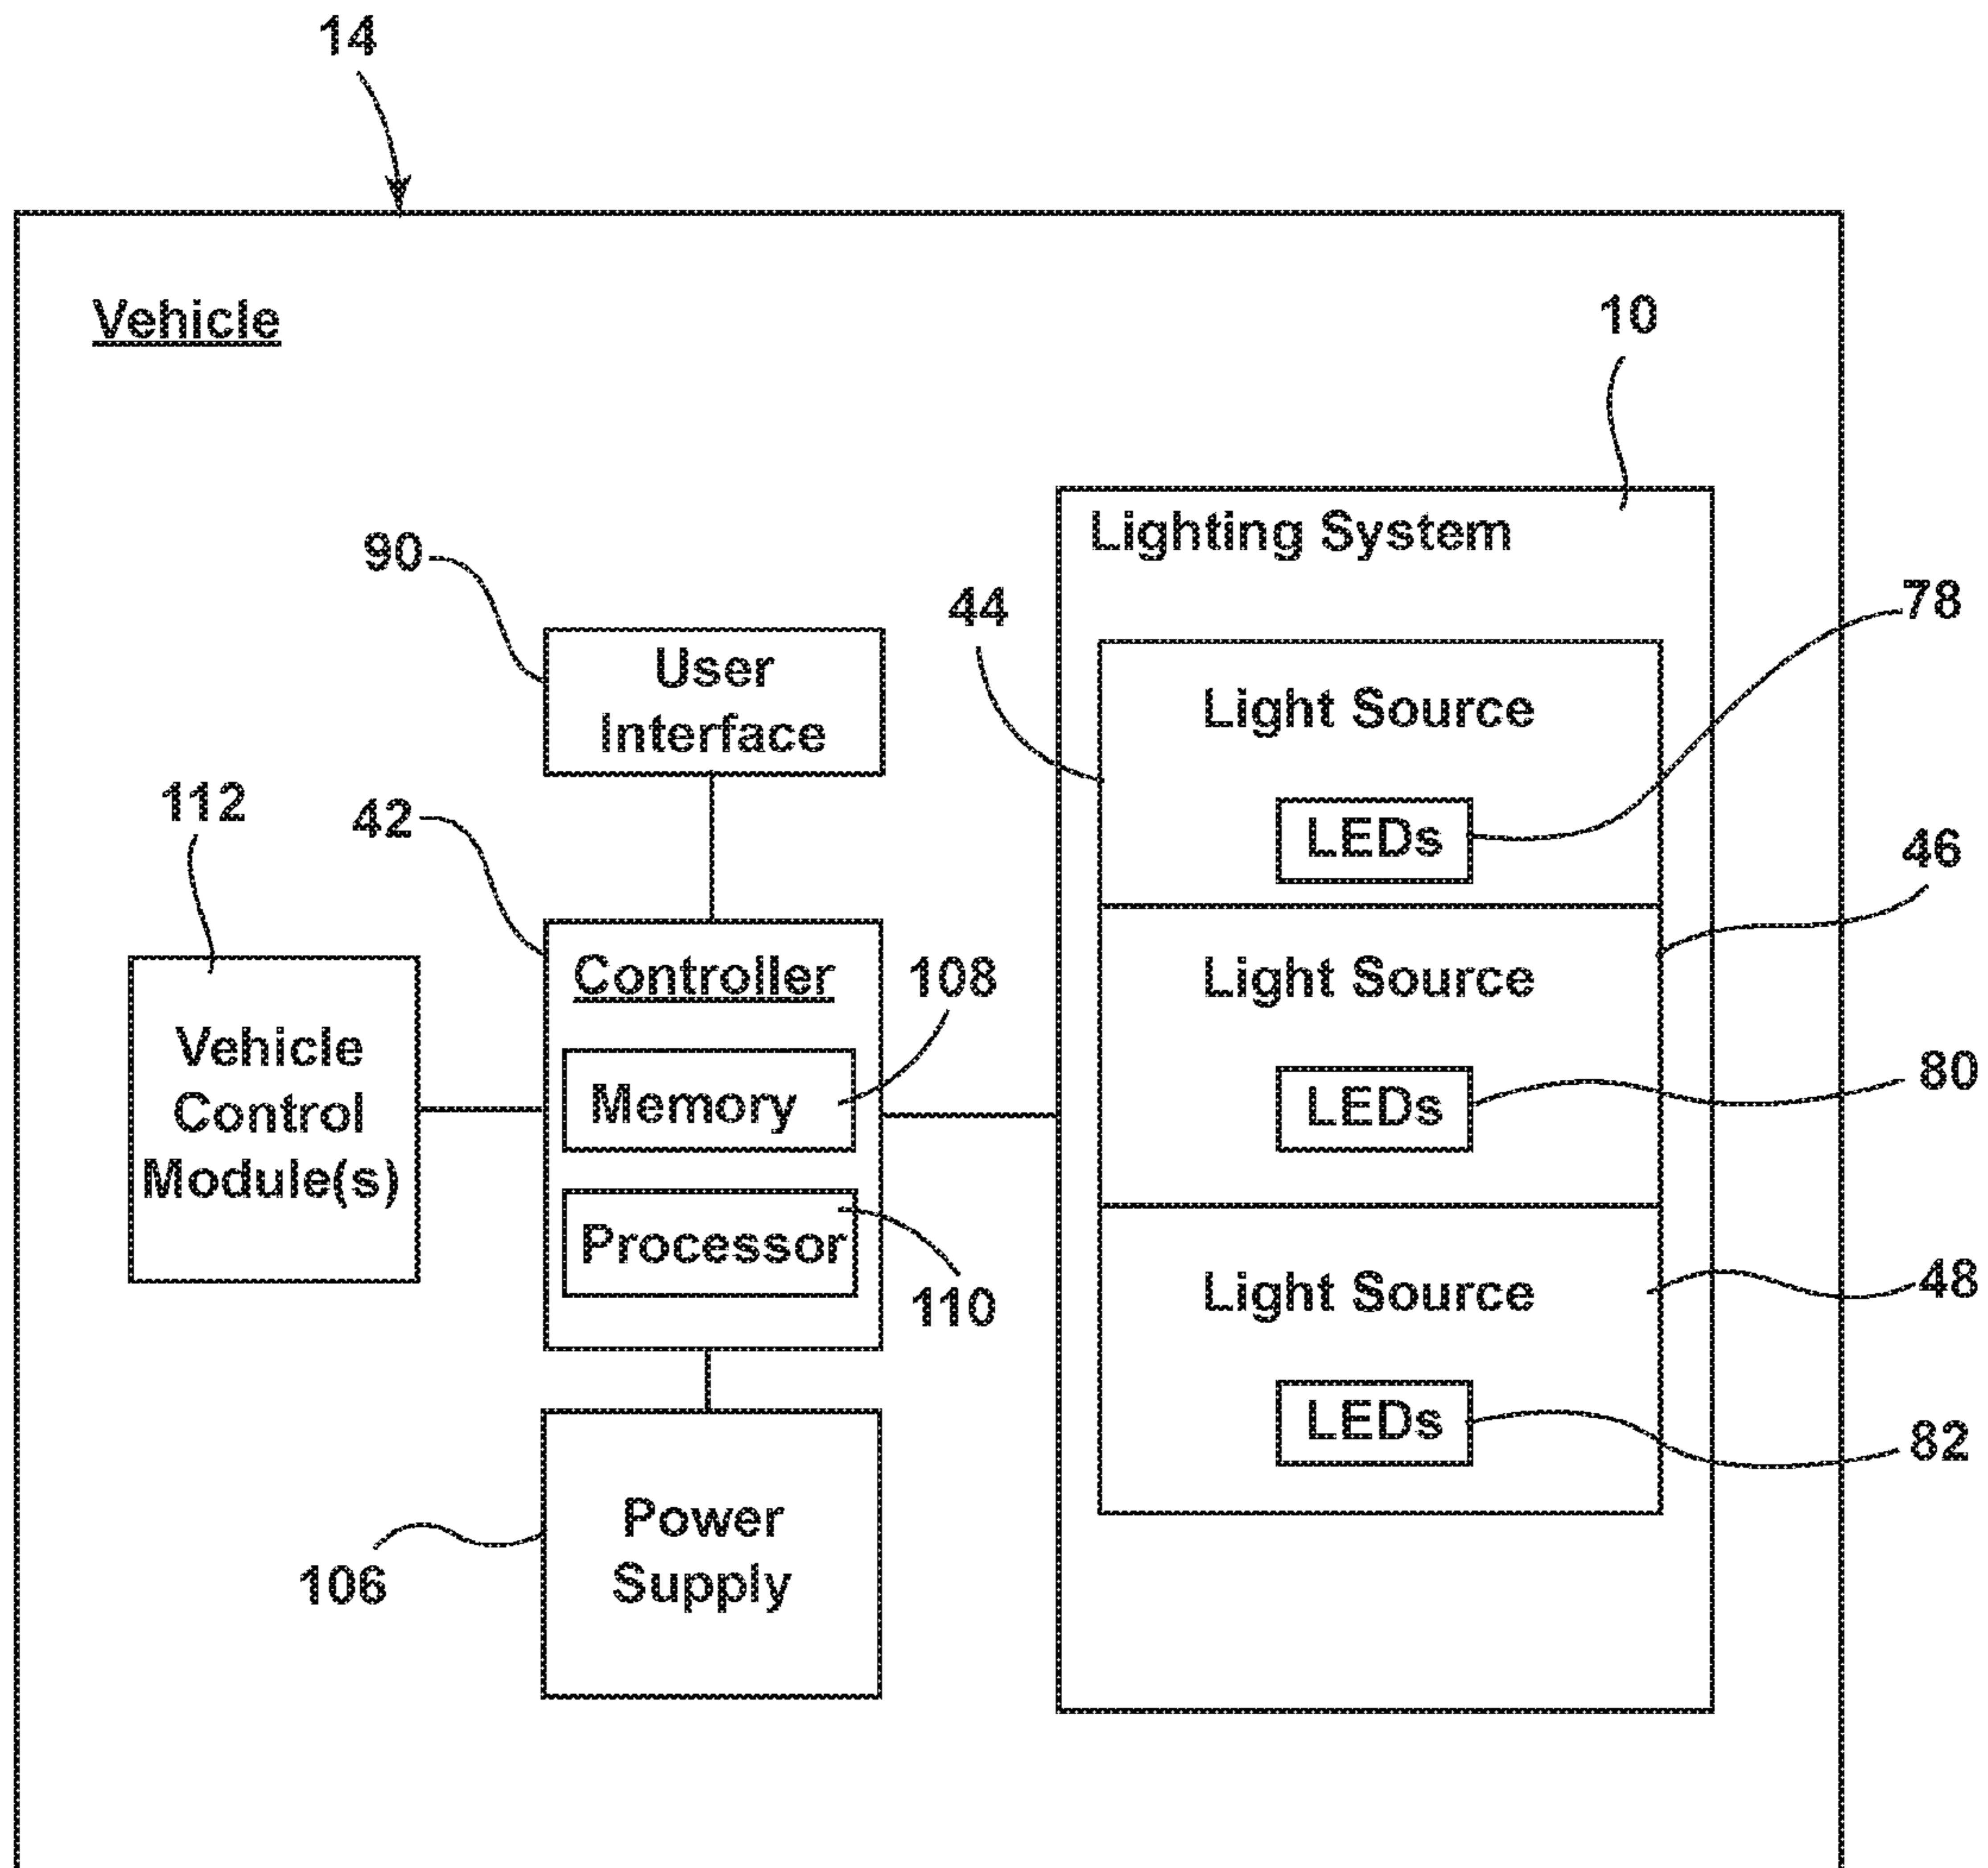 14
Vehicle
10
Lighting System
90
44
78
User
Interface
Light Source
112
42
LEDs
46
Controller
108
Light Source
Vehicle
Control
Module(s)
Memory
80
LEDs
Processor
110
Light Source
48
LEDs
82
Power
Supply
106